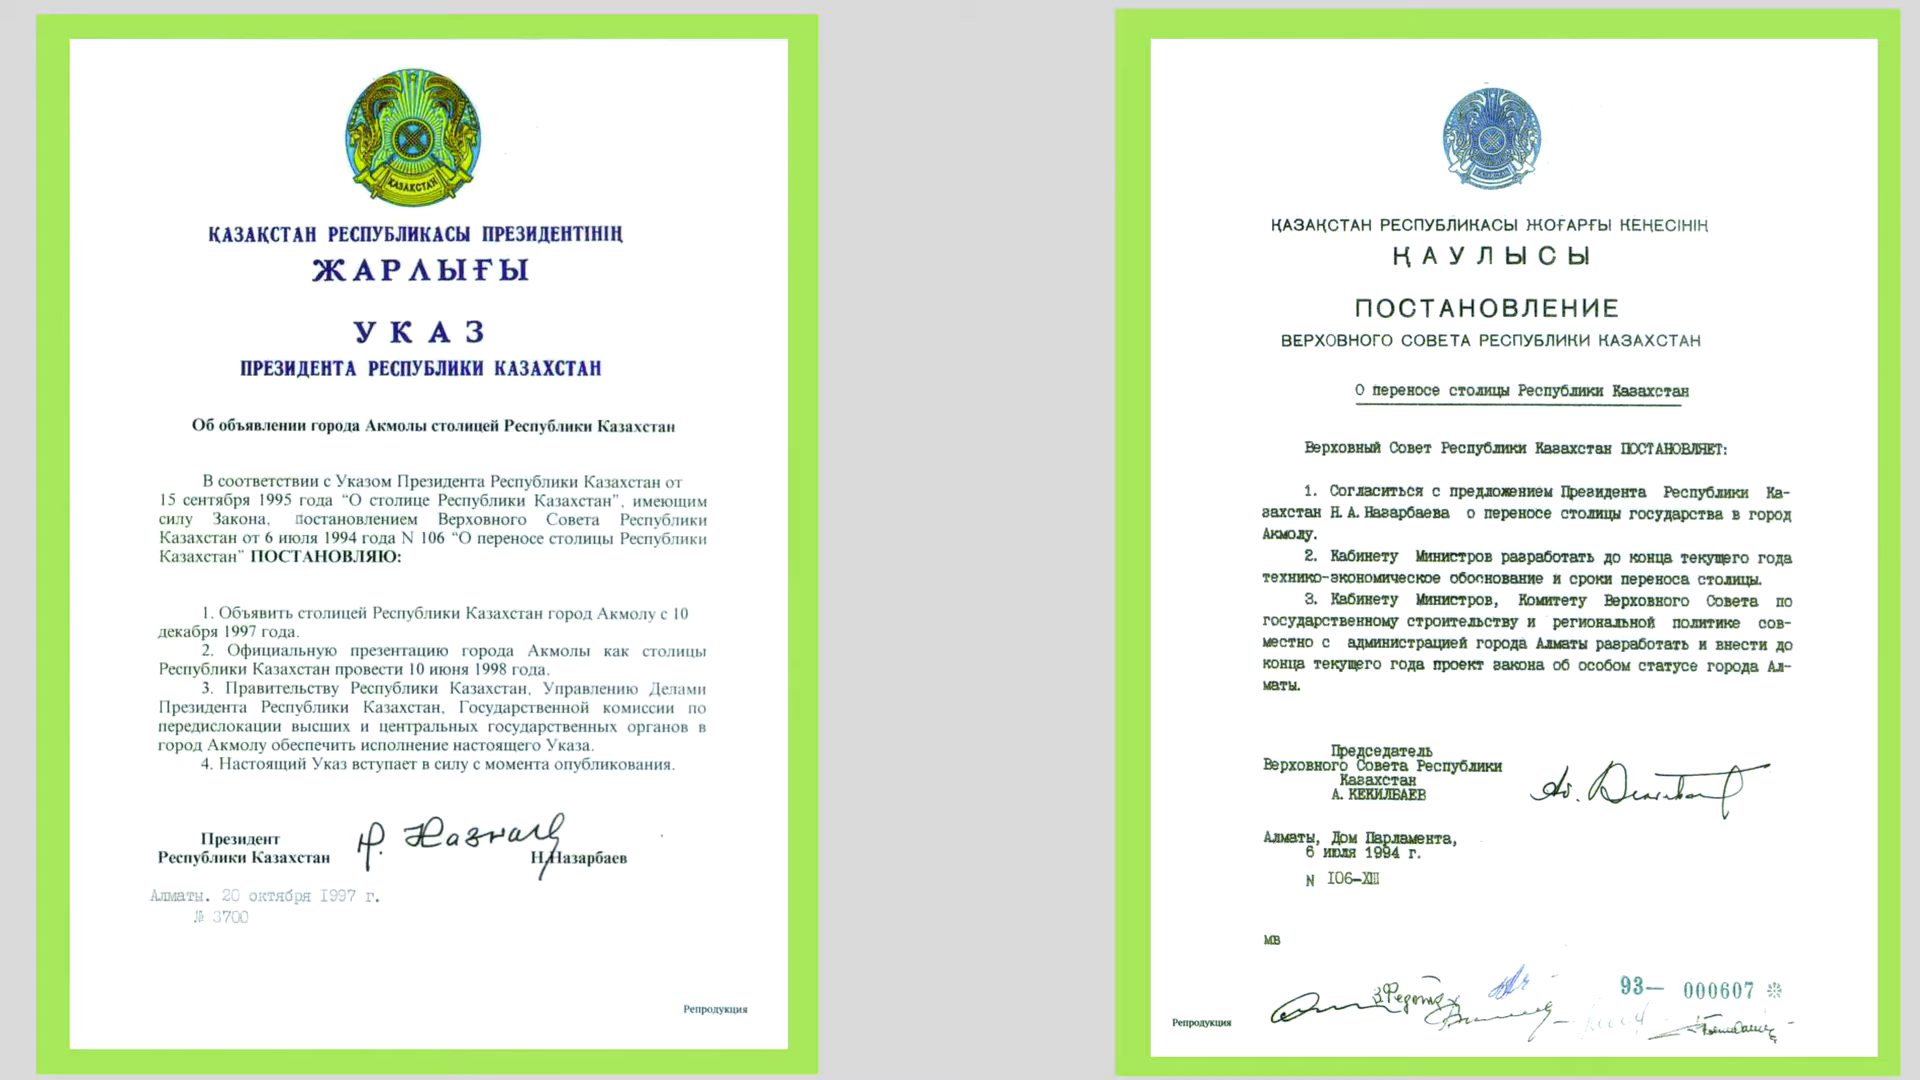 ҚАЗАҚСТАН
ҚАЗАҚСТАН РЕСПУБЛИКАСЫ ПРЕЗИДЕНТІНІҢ
ЖАРЛЫҒЫ
УКАЗ
ПРЕЗИДЕНТА РЕСПУБЛИКИ КАЗАХСТАН
Об объявлении города Акмолы столицей Республики Казахстан
В соответствии с Указом Президента Республики Казахстан от
15 сентября 1995 года “О столице Республики Казахстан”, имеющим
силу Закона, постановлением Верховного Совета Республики
Казахстан от 6 июля 1994 года N 106 “О переносе столицы Республики
Казахстан” ПОСТАНОВЛЯЮ:
1. Объявить столицей Республики Казахстан город Акмолу с 10
декабря 1997 года.
2. Официальную презентацию города Акмолы как столицы
Республики Казахстан провести 10 июня 1998 года.
3. Правительству Республики Казахстан, Управлению Делами
Президента Республики Казахстан, Государственной комиссии по
передислокации высших и центральных государственных органов в
город Акмолу обеспечить исполнение настоящего Указа.
4. Настоящий Указ вступает в силу с момента опубликования.
Президент
Республики Казахстан Н.Назарбаев
Алматы, 20 октября 1997 г.
№ 3700
Репродукция
ҚАЗАҚСТАН
ҚАЗАҚСТАН РЕСПУБЛИКАСЫ ЖОҒАРҒЫ КЕҢЕСІНІҢ
ҚАУЛЫСЫ
ПОСТАНОВЛЕНИЕ
ВЕРХОВНОГО СОВЕТА РЕСПУБЛИКИ КАЗАХСТАН
О переносе столицы Республики Казахстан
Верховный Совет Республики Казахстан ПОСТАНОВЛЯЕТ:
1. Согласиться с предложением Президента Республики Ка-
захстан Н.А.Назарбаева о переносе столицы государства в город
Акмолу.
2. Кабинету Министров разработать до конца текущего года
технико-экономическое обоснование и сроки переноса столицы.
3. Кабинету Министров, Комитету Верховного Совета по
государственному строительству и региональной политике сов-
местно с администрацией города Алматы разработать и внести до
конца текущего года проект закона об особом статусе города Ал-
маты.
Председатель
Верховного Совета Республики
Казахстан
А. КЕКИЛБАЕВ
Алматы, Дом Парламента,
6 июля 1994 г.
N 106-XIII
МВ
93— 000607 ❊
Репродукция